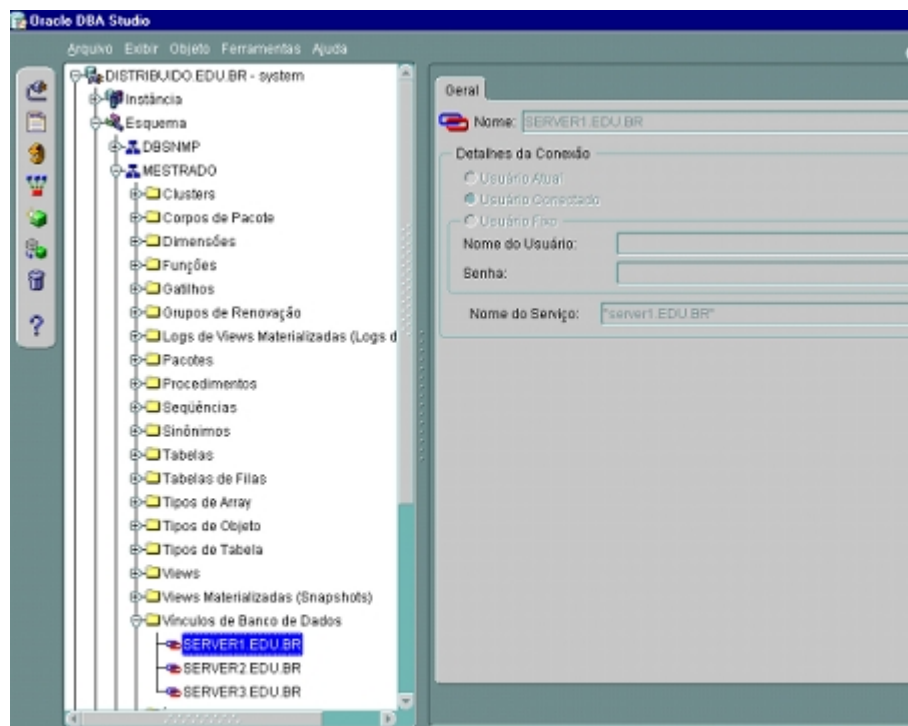 Oracle DBA Studio
Arquivo Exibir Objeto Ferramentas Ajuda
DISTRIBUIDO.EDU.BR - system
Instância
Esquema
DBSNMP
MESTRADO
Clusters
Corpos de Pacote
Dimensões
Funções
Gatilhos
Grupos de Renovação
Logs de Views Materializadas (Logs d
Pacotes
Procedimentos
Seqüências
Sinônimos
Tabelas
Tabelas de Filas
Tipos de Array
Tipos de Objeto
Tipos de Tabela
Views
Views Materializadas (Snapshots)
Vínculos de Banco de Dados
SERVER1.EDU.BR
SERVER2.EDU.BR
SERVER3.EDU.BR
Geral
Nome: SERVER1.EDU.BR
Detalhes da Conexão
Usuário Atual
Usuário Conectado
Usuário Fixo
Nome do Usuário:
Senha:
Nome do Serviço: "server1.EDU.BR"